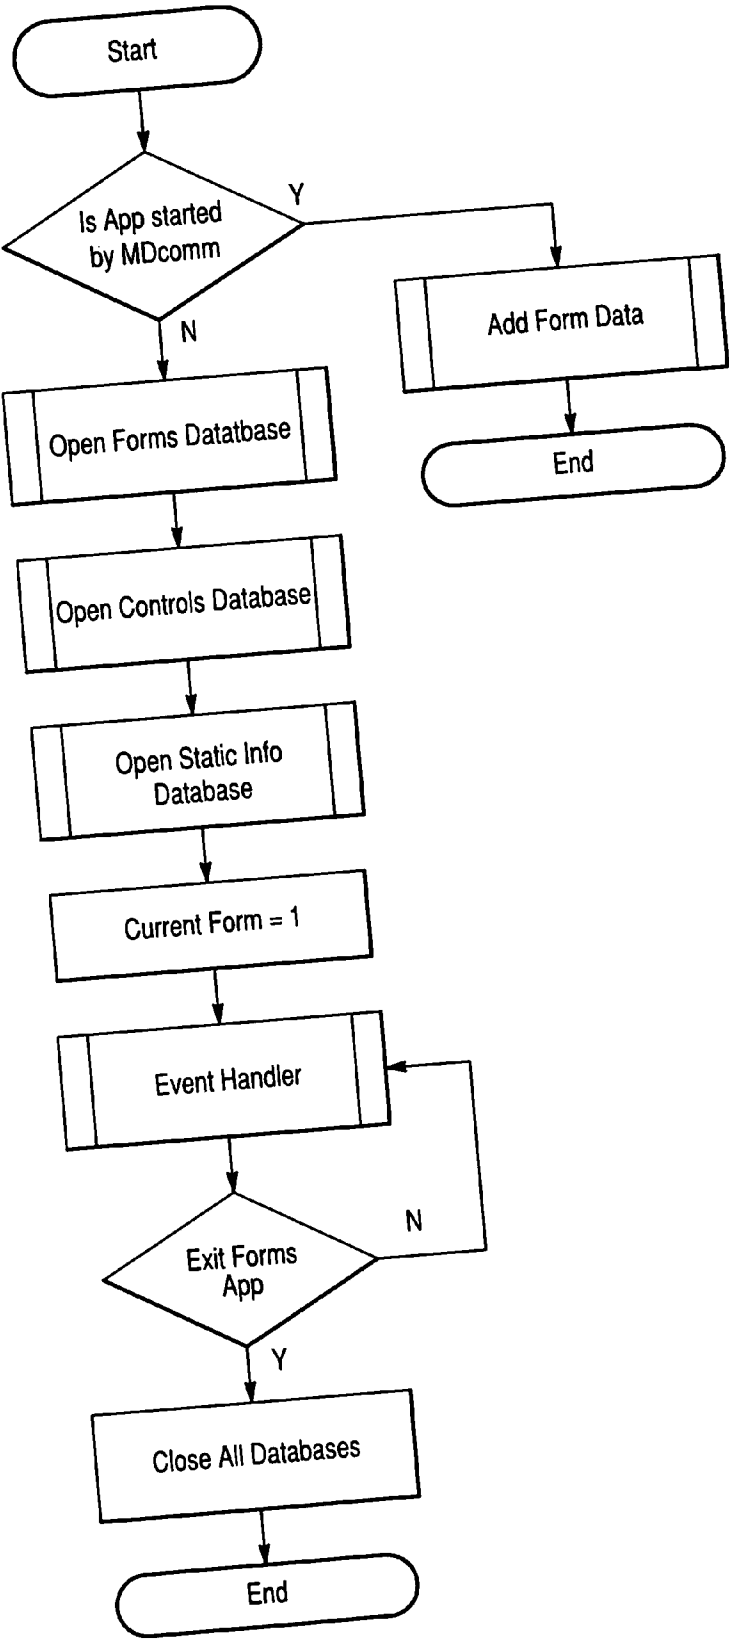 Start
Is App started
by MDcomm
Y
N
Add Form Data
End
Open Forms Datatbase
Open Controls Database
Open Static Info
Database
Current Form = 1
Event Handler
Exit Forms
App
N
Y
Close All Databases
End